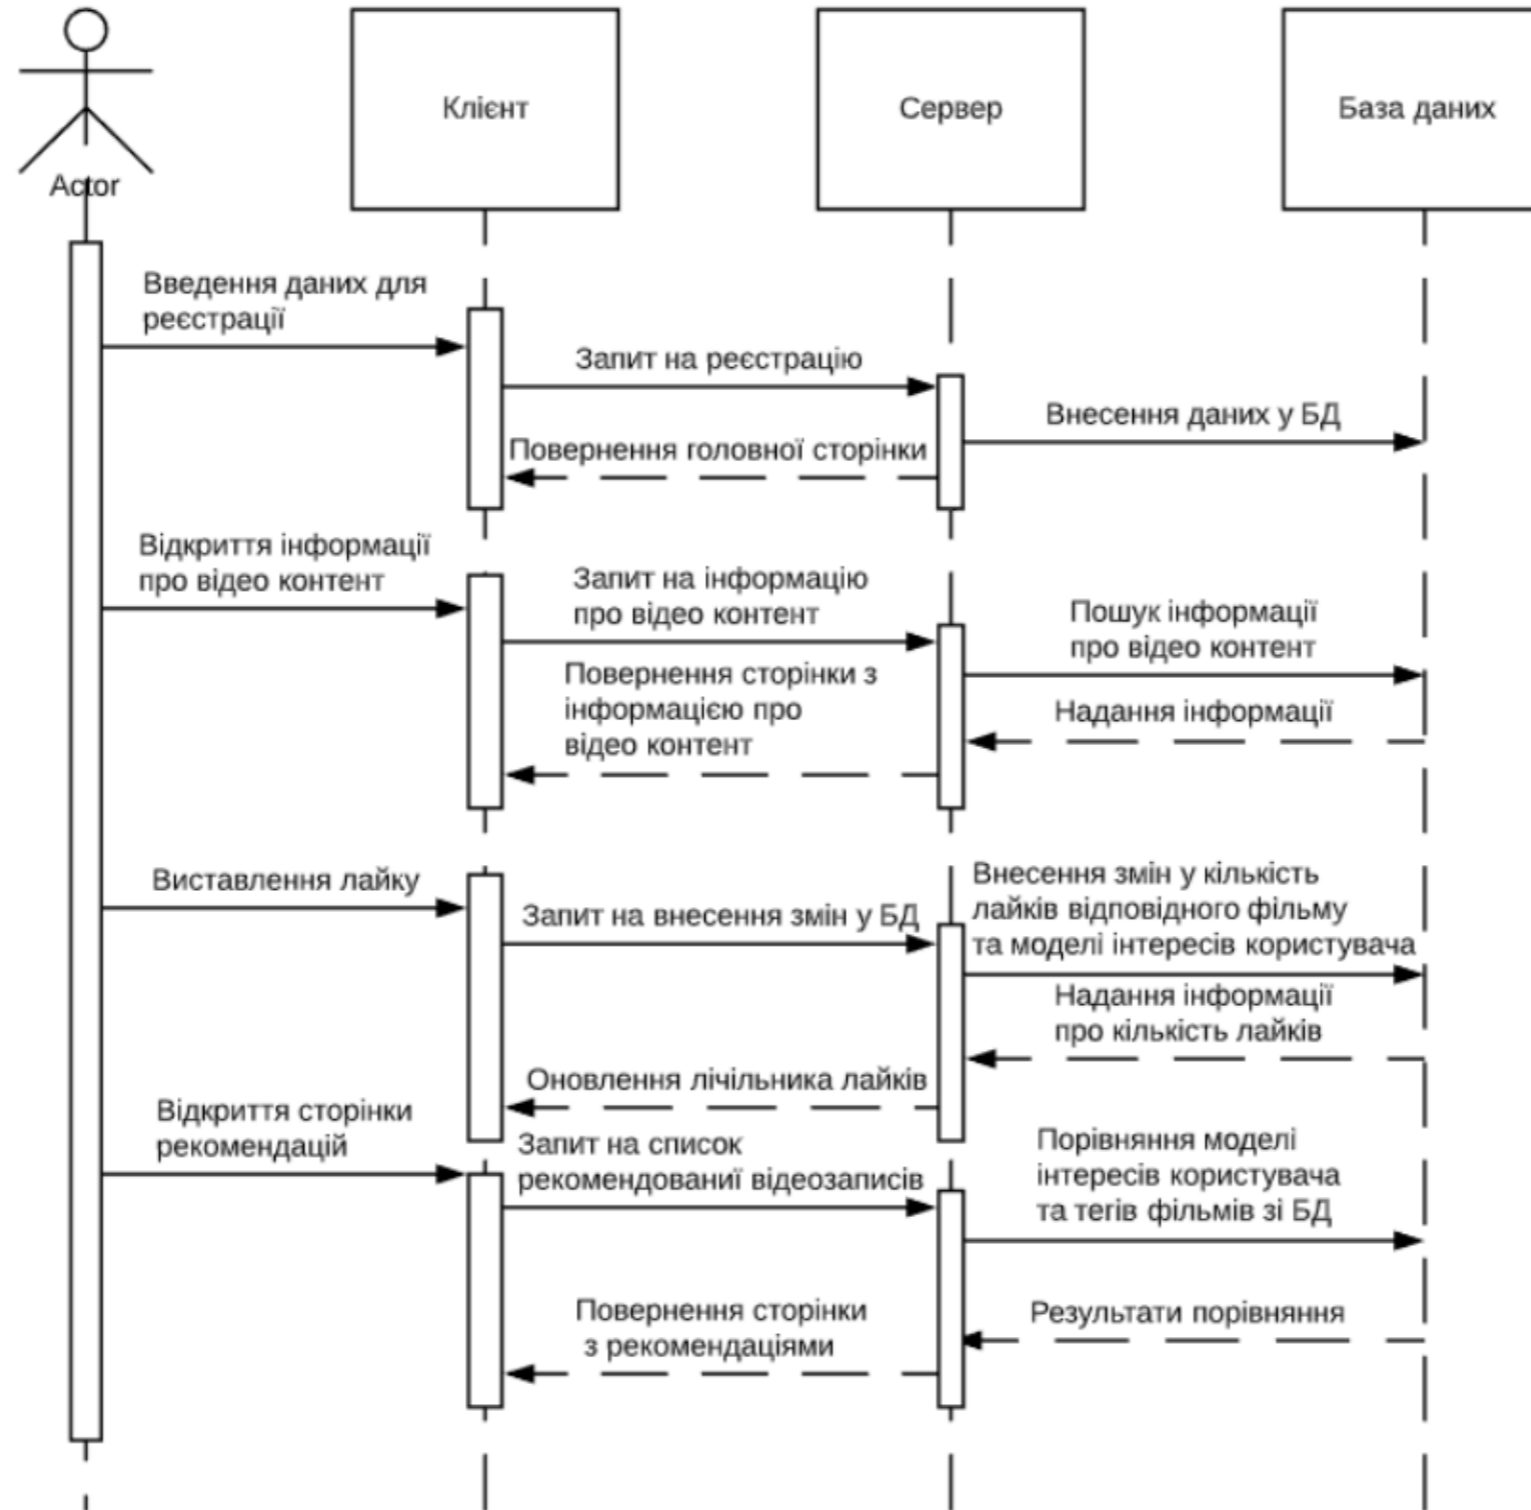 Actor
Клієнт
Сервер
База даних
Введення даних для
реєстрації
Запит на реєстрацію
Внесення даних у БД
Повернення головної сторінки
Відкриття інформації
про відео контент
Запит на інформацію
про відео контент
Пошук інформації
про відео контент
Повернення сторінки з
інформацією про
відео контент
Надання інформації
Виставлення лайку
Запит на внесення змін у БД
Внесення змін у кількість
лайків відповідного фільму
та моделі інтересів користувача
Надання інформації
про кількість лайків
Оновлення лічільника лайків
Відкриття сторінки
рекомендацій
Запит на список
рекомендованиї відеозаписів
Порівняння моделі
інтересів користувача
та тегів фільмів зі БД
Повернення сторінки
з рекомендаціями
Результати порівняння